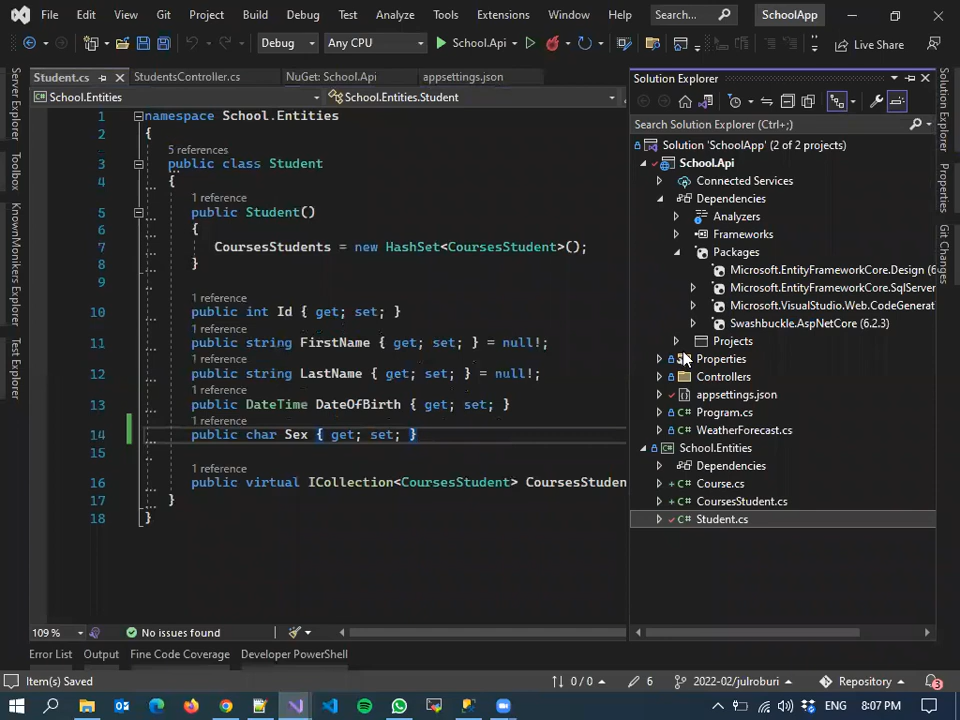 File Edit View Git Project Build Debug Test Analyze Tools Extensions Window Help Search... SchoolApp
Debug Any CPU School.Api Live Share
Student.cs StudentsController.cs NuGet: School.Api appsettings.json
School.Entities School.Entities.Student
Server Explorer
Toolbox
KnownMonikers Explorer
Test Explorer
1 namespace School.Entities
2 {
5 references
3 public class Student
4 {
1 reference
5 public Student()
6 {
7 CoursesStudents = new HashSet<CoursesStudent>();
8 }
9
1 reference
10 public int Id { get; set; }
1 reference
11 public string FirstName { get; set; } = null!;
1 reference
12 public string LastName { get; set; } = null!;
1 reference
13 public DateTime DateOfBirth { get; set; }
1 reference
14 public char Sex { get; set; }
15
1 reference
16 public virtual ICollection<CoursesStudent> CoursesStuden
17 }
18 }
109 % No issues found
Solution Explorer
Search Solution Explorer (Ctrl+;)
Solution 'SchoolApp' (2 of 2 projects)
School.Api
Connected Services
Dependencies
Analyzers
Frameworks
Packages
Microsoft.EntityFrameworkCore.Design (6
Microsoft.EntityFrameworkCore.SqlServer
Microsoft.VisualStudio.Web.CodeGenerat
Swashbuckle.AspNetCore (6.2.3)
Projects
Properties
Controllers
appsettings.json
Program.cs
WeatherForecast.cs
School.Entities
Dependencies
Course.cs
CoursesStudent.cs
Student.cs
Solution Explorer
Properties
Git Changes
Error List Output Fine Code Coverage Developer PowerShell
Item(s) Saved 0 / 0 6 2022-02/julroburi Repository 3
ENG 8:07 PM